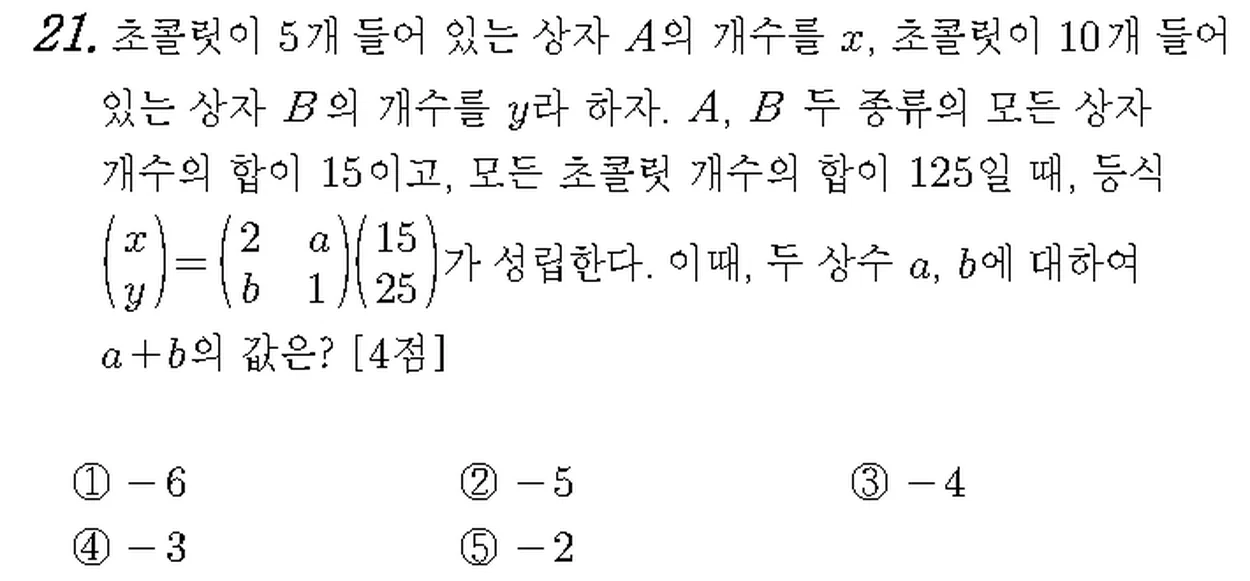 21. 초콜릿이 5개 들어 있는 상자 A의 개수를 x, 초콜릿이 10개 들어
있는 상자 B의 개수를 y라 하자. A, B 두 종류의 모든 상자
개수의 합이 15이고, 모든 초콜릿 개수의 합이 125일 때, 등식
(x y) = (2 a b 1)(15 25)가 성립한다. 이때, 두 상수 a, b에 대하여
a+b의 값은? [4점]
① -6 ② -5 ③ -4
④ -3 ⑤ -2